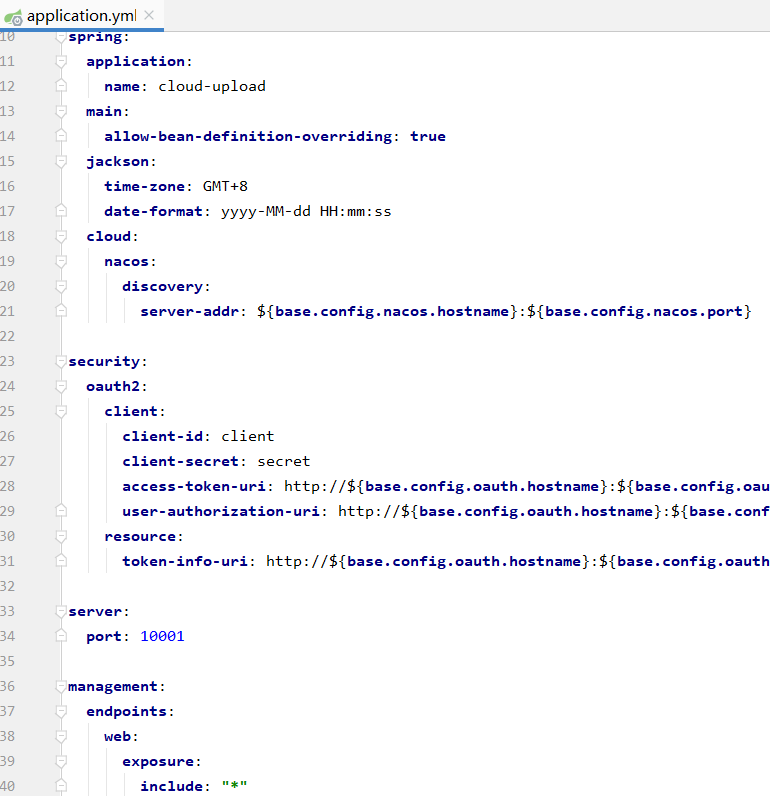 application.yml
10 spring:
11 application:
12 name: cloud-upload
13 main:
14 allow-bean-definition-overriding: true
15 jackson:
16 time-zone: GMT+8
17 date-format: yyyy-MM-dd HH:mm:ss
18 cloud:
19 nacos:
20 discovery:
21 server-addr: ${base.config.nacos.hostname}:${base.config.nacos.port}
22
23 security:
24 oauth2:
25 client:
26 client-id: client
27 client-secret: secret
28 access-token-uri: http://${base.config.oauth.hostname}:${base.config.oau
29 user-authorization-uri: http://${base.config.oauth.hostname}:${base.conf
30 resource:
31 token-info-uri: http://${base.config.oauth.hostname}:${base.config.oauth
32
33 server:
34 port: 10001
35
36 management:
37 endpoints:
38 web:
39 exposure:
40 include: "*"